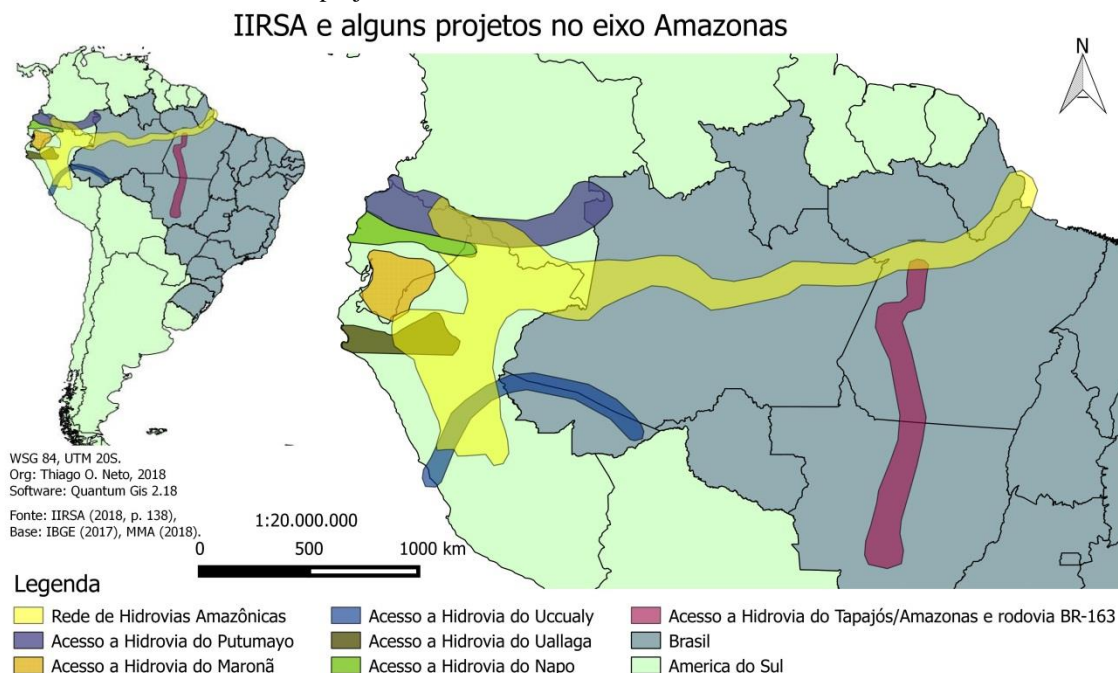 IIRSA e alguns projetos no eixo Amazonas
N
WSG 84, UTM 20S.
Org: Thiago O. Neto, 2018
Software: Quantum Gis 2.18
Fonte: IIRSA (2018, p. 138),
Base: IBGE (2017), MMA (2018).
1:20.000.000
0 500 1000 km
Legenda
Rede de Hidrovias Amazônicas
Acesso a Hidrovia do Putumayo
Acesso a Hidrovia do Maronã
Acesso a Hidrovia do Uccualy
Acesso a Hidrovia do Uallaga
Acesso a Hidrovia do Napo
Acesso a Hidrovia do Tapajós/Amazonas e rodovia BR-163
Brasil
America do Sul